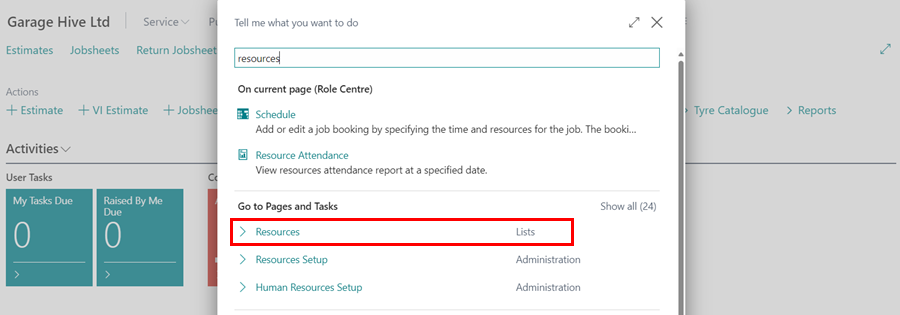 Garage Hive Ltd
Service
Tell me what you want to do
Estimates Jobsheets Return Jobsheet
resources
On current page (Role Centre)
Actions
+ Estimate + VI Estimate + Jobshee
Schedule
Tyre Catalogue > Reports
Add or edit a job booking by specifying the time and resources for the job. The booki...
Activities
Resource Attendance
View resources attendance report at a specified date.
User Tasks
My Tasks Due
0
Raised By Me Due
0
Go to Pages and Tasks
Show all (24)
Resources Lists
Resources Setup Administration
Human Resources Setup Administration